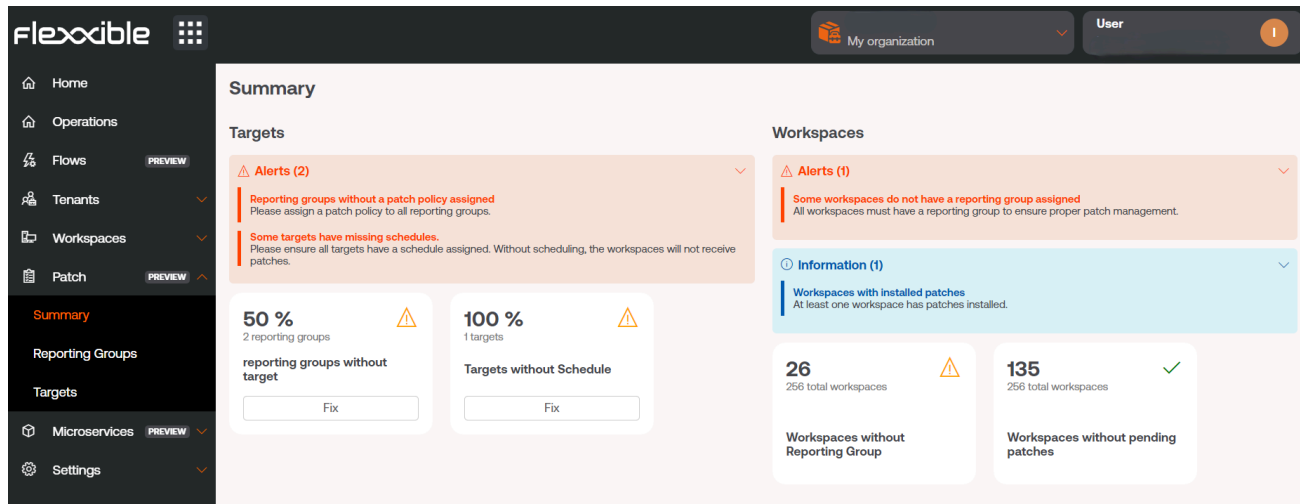 Flexxible
My organization
User
I
Home
Operations
Flows PREVIEW
Tenants
Workspaces
Patch PREVIEW
Summary
Reporting Groups
Targets
Microservices PREVIEW
Settings
Summary
Targets
Alerts (2)
Reporting groups without a patch policy assigned
Please assign a patch policy to all reporting groups.
Some targets have missing schedules.
Please ensure all targets have a schedule assigned. Without scheduling, the workspaces will not receive
patches.
50 %
2 reporting groups
reporting groups without
target
Fix
100 %
1 targets
Targets without Schedule
Fix
Workspaces
Alerts (1)
Some workspaces do not have a reporting group assigned
All workspaces must have a reporting group to ensure proper patch management.
Information (1)
Workspaces with installed patches
At least one workspace has patches installed.
26
256 total workspaces
Workspaces without
Reporting Group
135
256 total workspaces
Workspaces without pending
patches